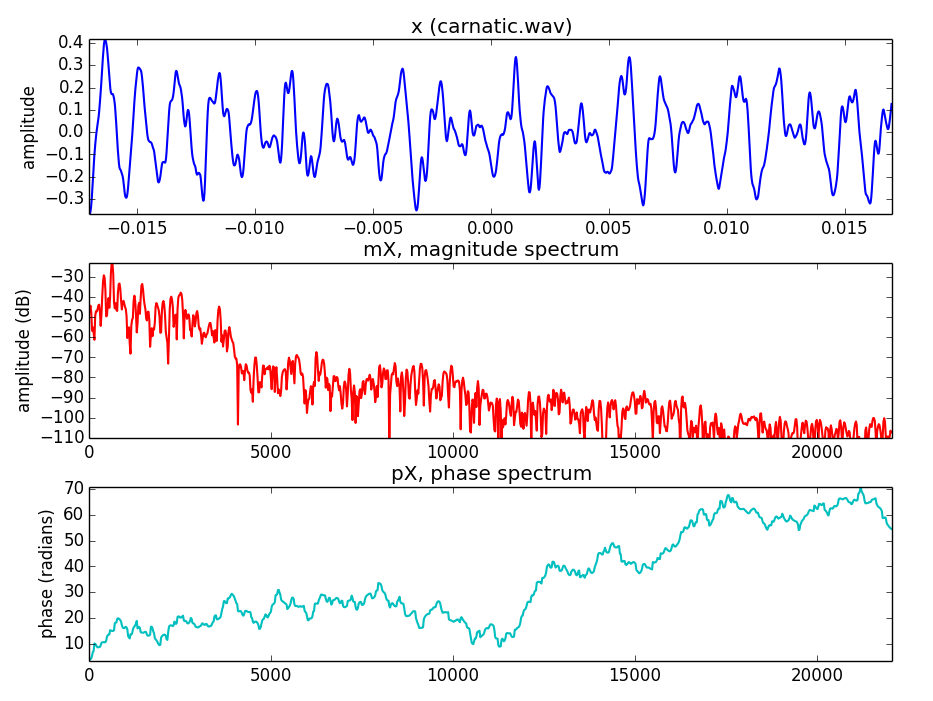 x (carnatic.wav)
0.4
0.3
0.2
0.1
0.0
−0.1
−0.2
−0.3
amplitude
−0.015 −0.010 −0.005 0.000 0.005 0.010 0.015
mX, magnitude spectrum
−30
−40
−50
−60
−70
−80
−90
−100
−110
amplitude (dB)
0 5000 10000 15000 20000
pX, phase spectrum
70
60
50
40
30
20
10
phase (radians)
0 5000 10000 15000 20000